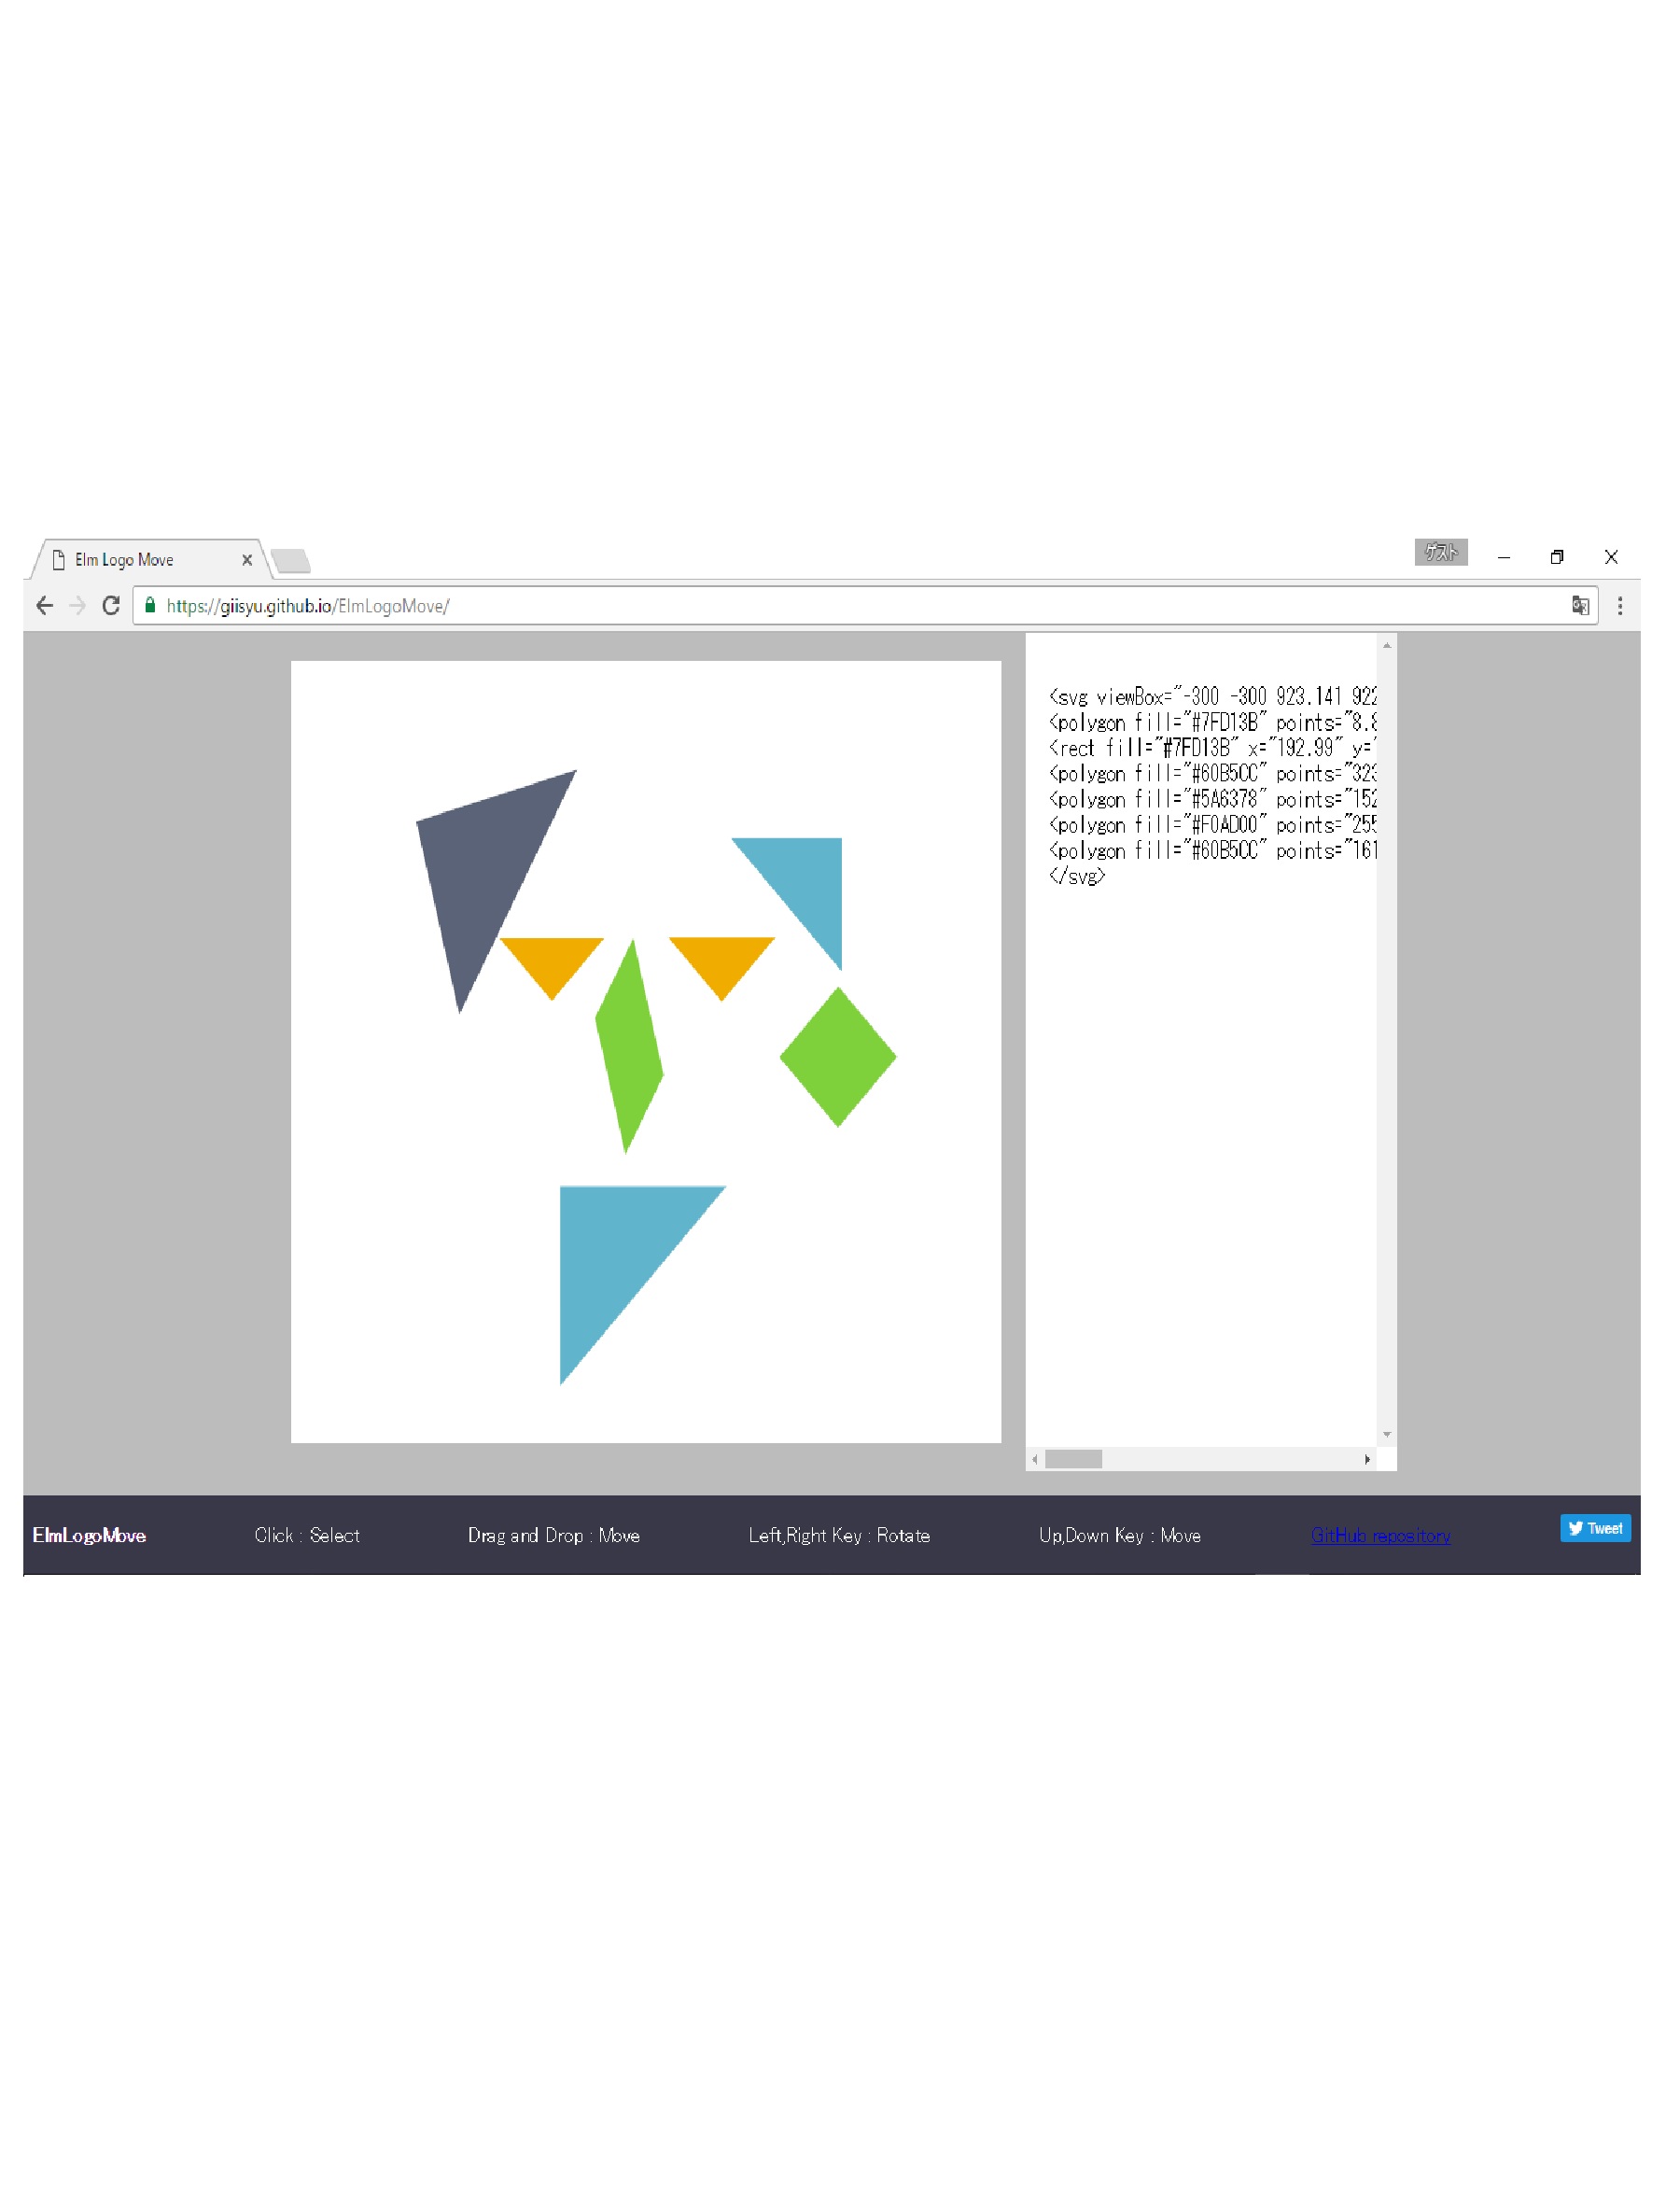 Elm Logo Move
ゲスト
https://giisyu.github.io/ElmLogoMove/
<svg viewBox="-300 -300 923.141 922
<polygon fill="#7FD13B" points="8.8
<rect fill="#7FD13B" x="192.99" y="
<polygon fill="#60B5CC" points="323
<polygon fill="#5A6378" points="152
<polygon fill="#F0AD00" points="255
<polygon fill="#60B5CC" points="161
</svg>
ElmLogoMove Click : Select Drag and Drop : Move Left,Right Key : Rotate Up,Down Key : Move GitHub repository Tweet